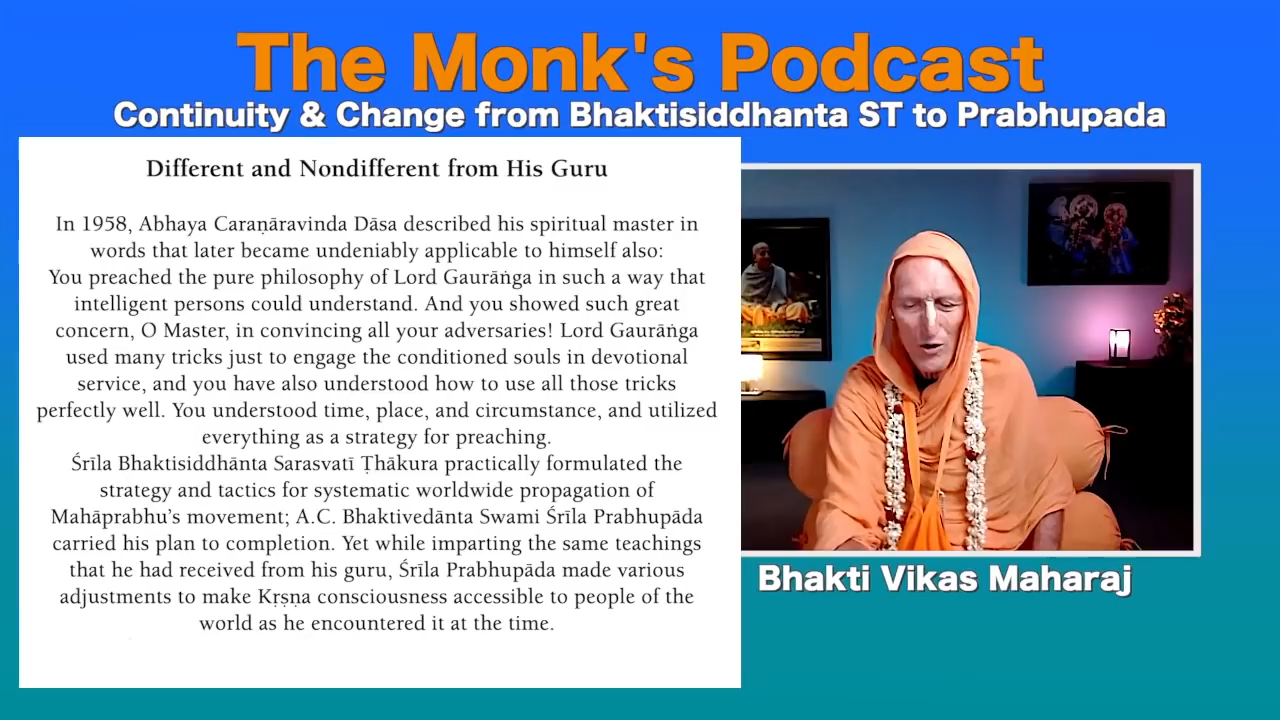 The Monk's Podcast
Continuity & Change from Bhaktisiddhanta ST to Prabhupada
Different and Nondifferent from His Guru
In 1958, Abhaya Caraṇāravinda Dāsa described his spiritual master in
words that later became undeniably applicable to himself also:
You preached the pure philosophy of Lord Gaurāṅga in such a way that
intelligent persons could understand. And you showed such great
concern, O Master, in convincing all your adversaries! Lord Gaurāṅga
used many tricks just to engage the conditioned souls in devotional
service, and you have also understood how to use all those tricks
perfectly well. You understood time, place, and circumstance, and utilized
everything as a strategy for preaching.
Śrīla Bhaktisiddhānta Sarasvatī Ṭhākura practically formulated the
strategy and tactics for systematic worldwide propagation of
Mahāprabhu's movement; A.C. Bhaktivedānta Swami Śrīla Prabhupāda
carried his plan to completion. Yet while imparting the same teachings
that he had received from his guru, Śrīla Prabhupāda made various
adjustments to make Kṛṣṇa consciousness accessible to people of the
world as he encountered it at the time.
Bhakti Vikas Maharaj